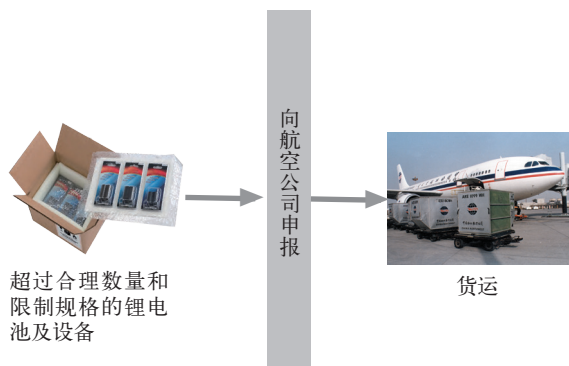 向航空公司申报
超过合理数量和
限制规格的锂电
池及设备
货运